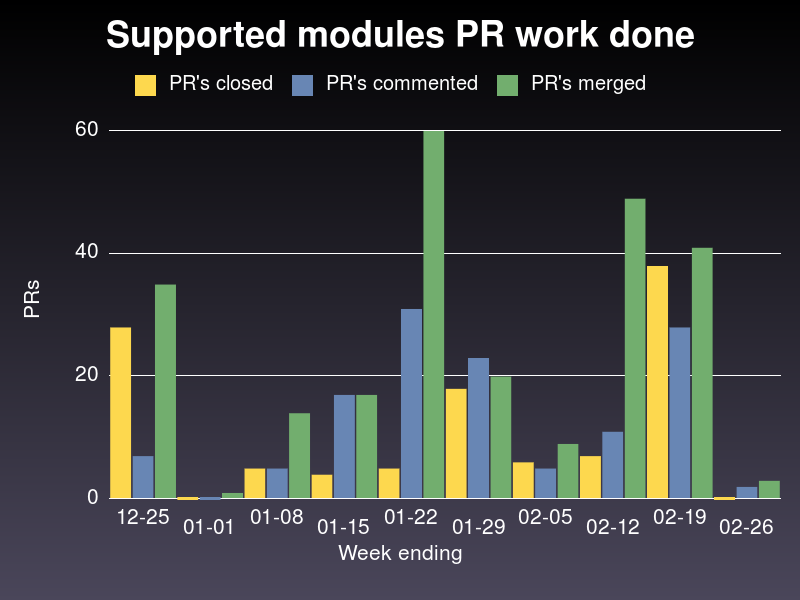 Supported modules PR work done
PR's closed PR's commented PR's merged
60
40
20
0
PRs
12-25 01-01 01-08 01-15 01-22 01-29 02-05 02-12 02-19 02-26
Week ending